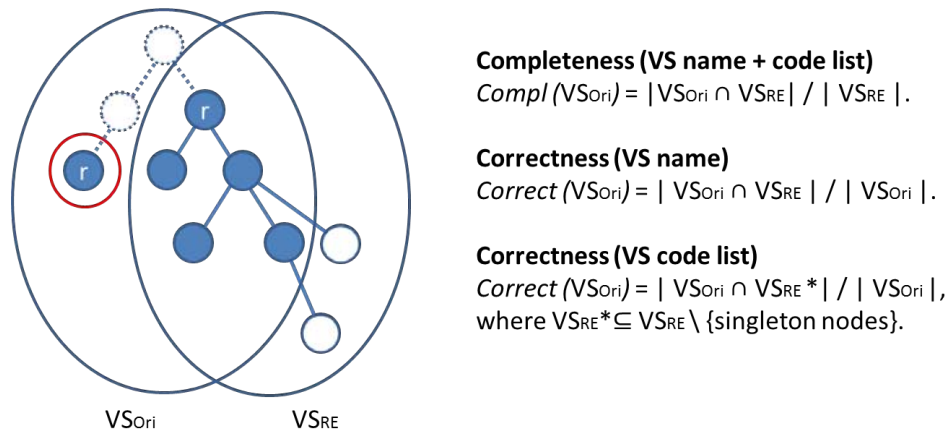 r
r
VSOri
VSRE
Completeness (VS name + code list)
Compl (VSOri) = |VSOri ∩ VSRE| / | VSRE |.
Correctness (VS name)
Correct (VSOri) = | VSOri ∩ VSRE | / | VSOri |.
Correctness (VS code list)
Correct (VSOri) = | VSOri ∩ VSRE *| / | VSOri |,
where VSRE* ⊆ VSRE \ {singleton nodes}.